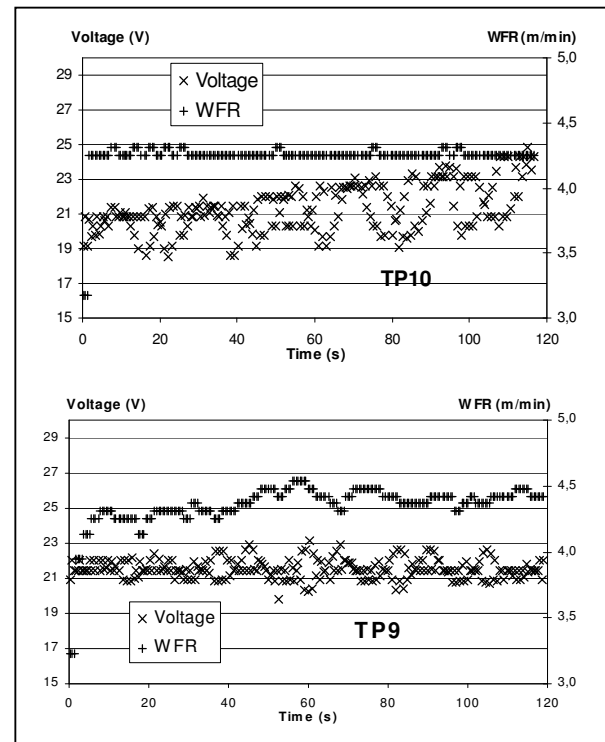 Voltage (V) WFR (m/min)
29 5,0
27
25 4,5
23
21 4,0
19 3,5
17
15 3,0
× Voltage
+ WFR
TP10
0 20 40 60 80 100 120
Time (s)
Voltage (V) WFR (m/min)
29 5,0
27
25 4,5
23
21 4,0
19 3,5
17
15 3,0
× Voltage
+ WFR
TP9
0 20 40 60 80 100 120
Time (s)